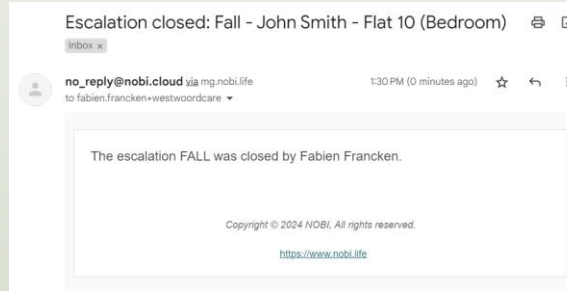 Escalation closed: Fall - John Smith - Flat 10 (Bedroom)
Inbox ×
no_reply@nobi.cloud via mg.nobi.life 1:30 PM (0 minutes ago)
to fabien.francken+westwoordcare
The escalation FALL was closed by Fabien Francken.
Copyright © 2024 NOBI, All rights reserved.
https://www.nobi.life